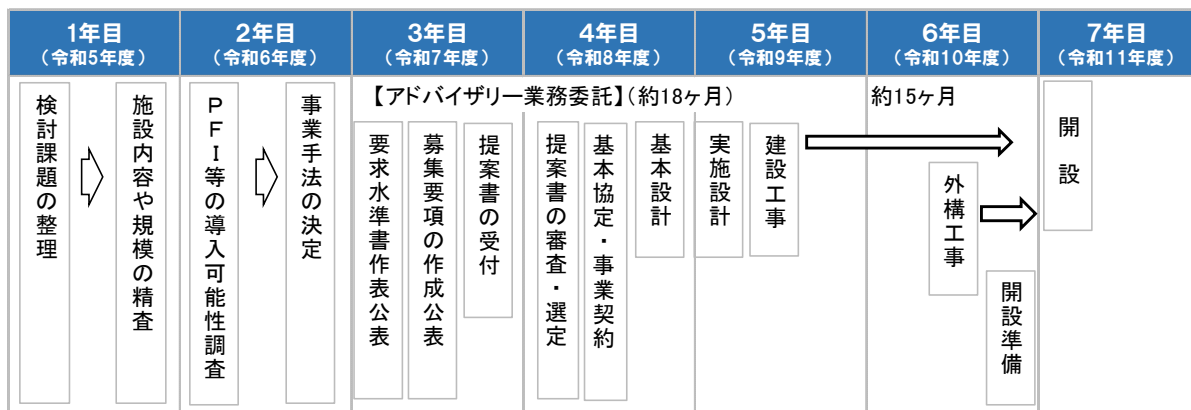 1年目
（令和5年度）
2年目
（令和6年度）
3年目
（令和7年度）
4年目
（令和8年度）
5年目
（令和9年度）
6年目
（令和10年度）
7年目
（令和11年度）
検討課題の整理
施設内容や規模の精査
PFI等の導入可能性調査
事業手法の決定
【アドバイザリー業務委託】（約18ヶ月）
要求水準書作表公表
募集要項の作成公表
提案書の受付
提案書の審査・選定
基本協定・事業契約
基本設計
実施設計
建設工事
約15ヶ月
外構工事
開設準備
開設